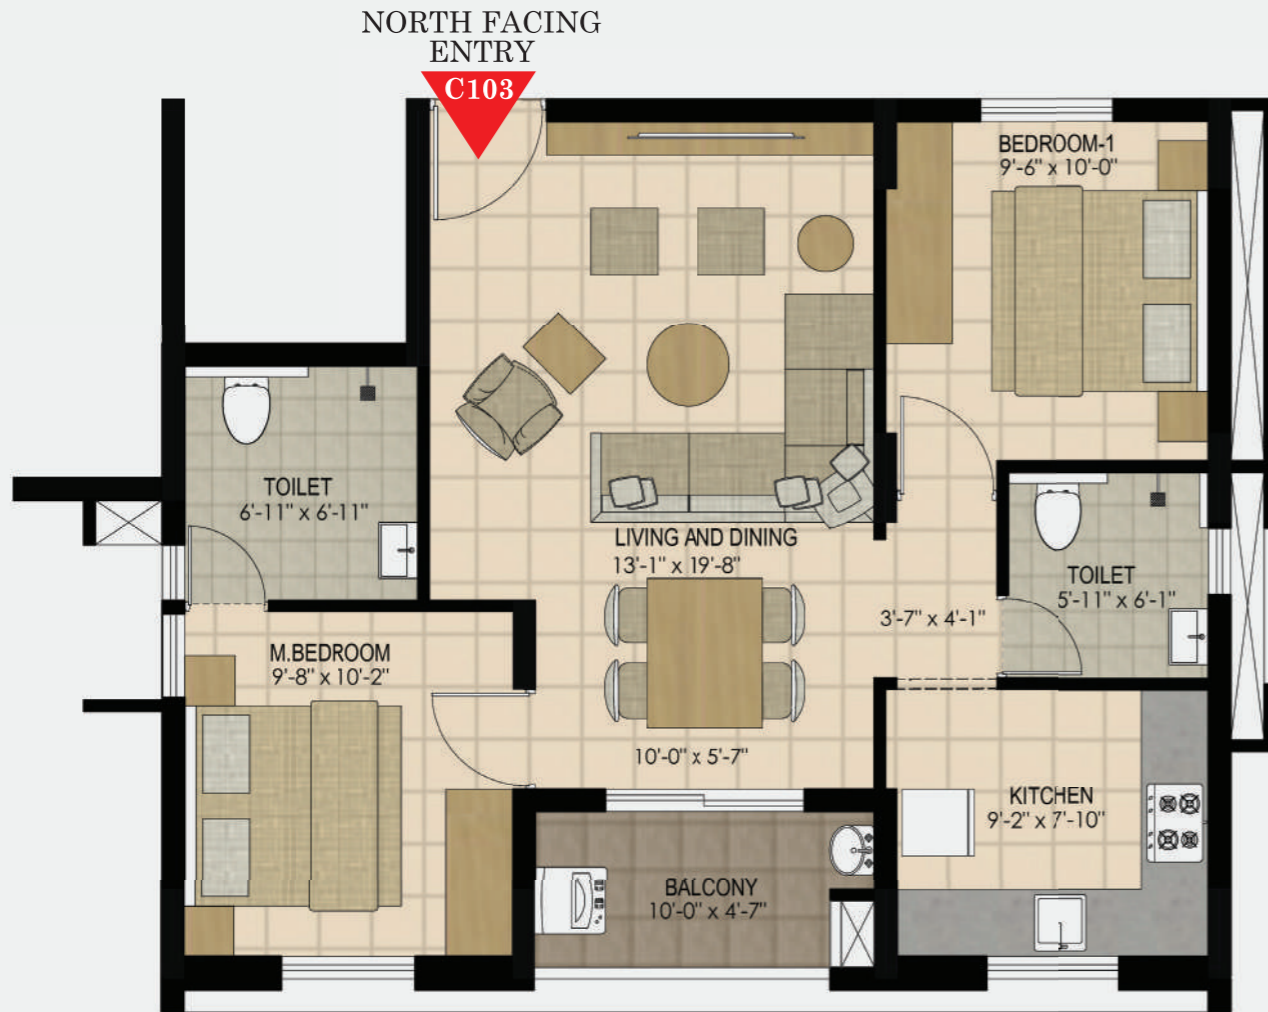 NORTH FACING
ENTRY
C103
BEDROOM-1
9'-6" x 10'-0"
TOILET
6'-11" x 6'-11"
LIVING AND DINING
13'-1" x 19'-8"
TOILET
5'-11" x 6'-1"
3'-7" x 4'-1"
M.BEDROOM
9'-8" x 10'-2"
10'-0" x 5'-7"
KITCHEN
9'-2" x 7'-10"
BALCONY
10'-0" x 4'-7"